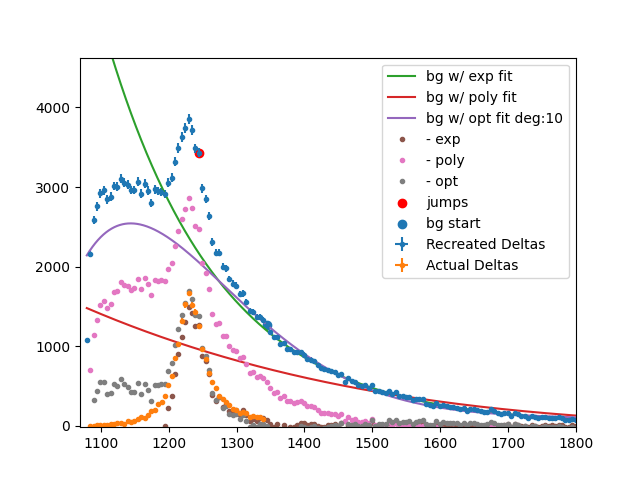 4000
3000
2000
1000
0
1100
1200
1300
1400
1500
1600
1700
1800
bg w/ exp fit
bg w/ poly fit
bg w/ opt fit deg:10
- exp
- poly
- opt
jumps
bg start
Recreated Deltas
Actual Deltas